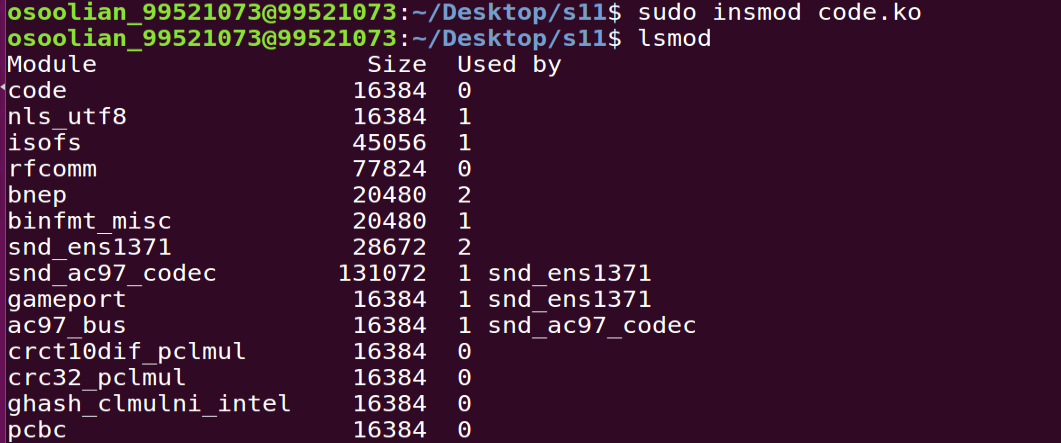 osoolian_99521073@99521073:~/Desktop/s11$ sudo insmod code.ko
osoolian_99521073@99521073:~/Desktop/s11$ lsmod
Module                  Size  Used by
code                   16384  0
nls_utf8               16384  1
isofs                  45056  1
rfcomm                 77824  0
bnep                   20480  2
binfmt_misc            20480  1
snd_ens1371            28672  2
snd_ac97_codec        131072  1 snd_ens1371
gameport               16384  1 snd_ens1371
ac97_bus               16384  1 snd_ac97_codec
crct10dif_pclmul       16384  0
crc32_pclmul           16384  0
ghash_clmulni_intel    16384  0
pcbc                   16384  0